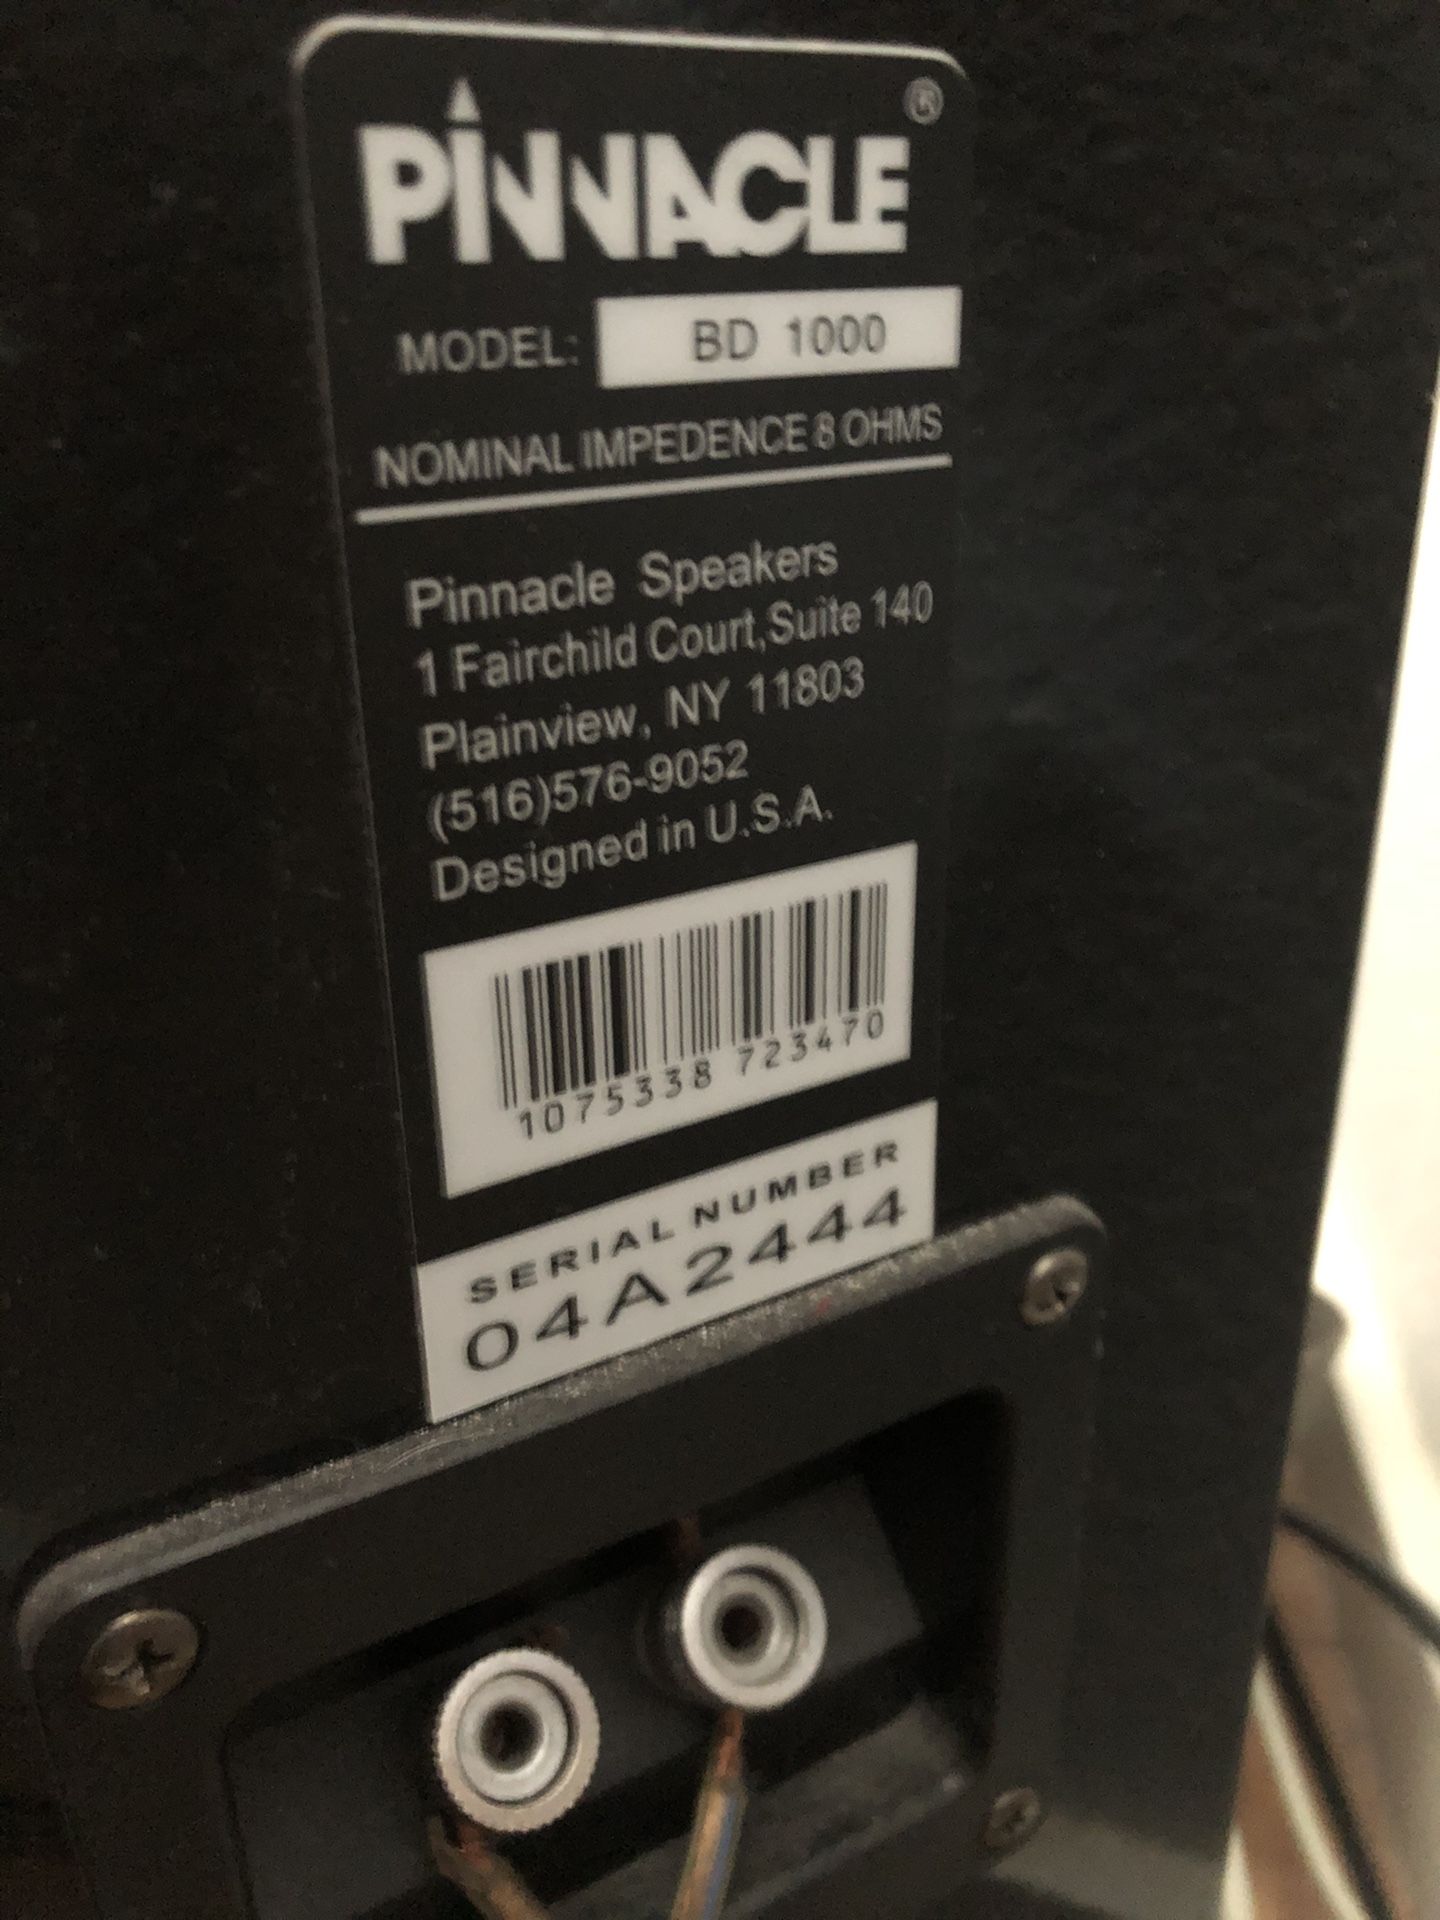 PiNNACLE®
MODEL: BD 1000
NOMINAL IMPEDENCE 8 OHMS
Pinnacle Speakers
1 Fairchild Court,Suite 140
Plainview, NY 11803
(516)576-9052
Designed in U.S.A.
1075338 723470
SERIAL NUMBER
04A2444